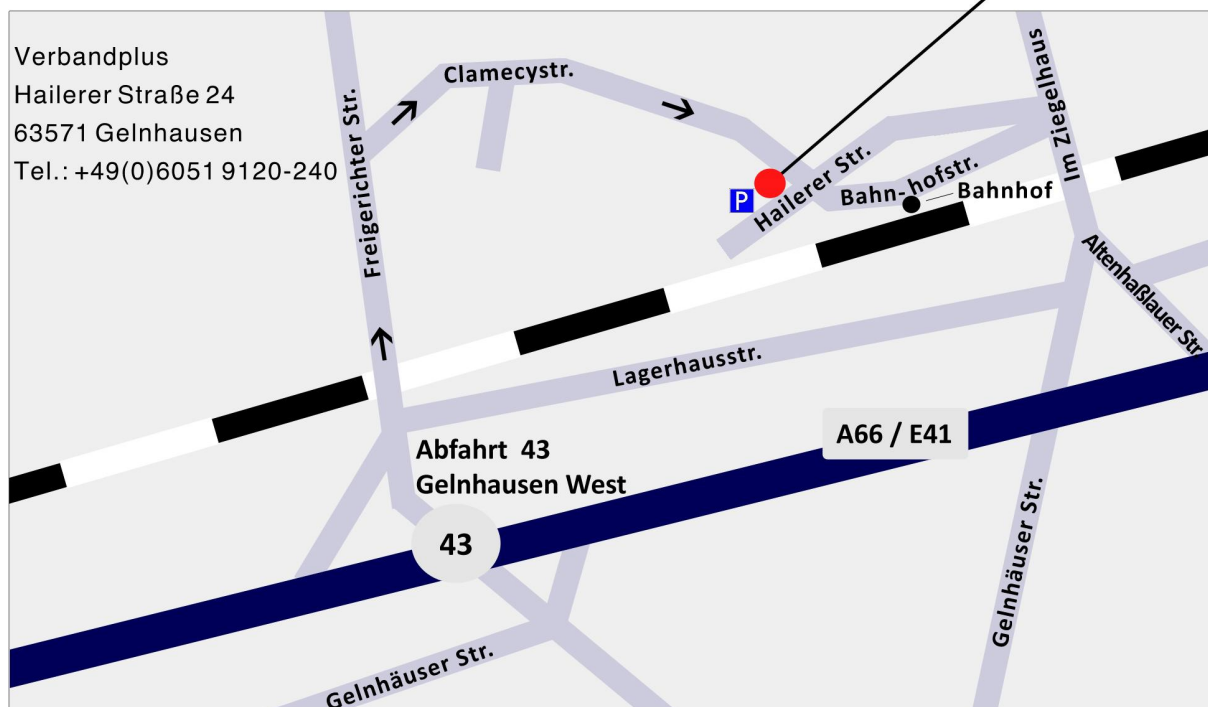 Verbandplus
Hailerer Straße 24
63571 Gelnhausen
Tel.: +49(0)6051 9120-240
Freigerichter Str.
Clamecystr.
Im Ziegelhaus
P
Hailerer Str.
Bahn-hofstr.
Bahnhof
Altenhaßlauer Str.
Lagerhausstr.
Abfahrt 43
Gelnhausen West
43
A66 / E41
Gelnhäuser Str.
Gelnhäuser Str.